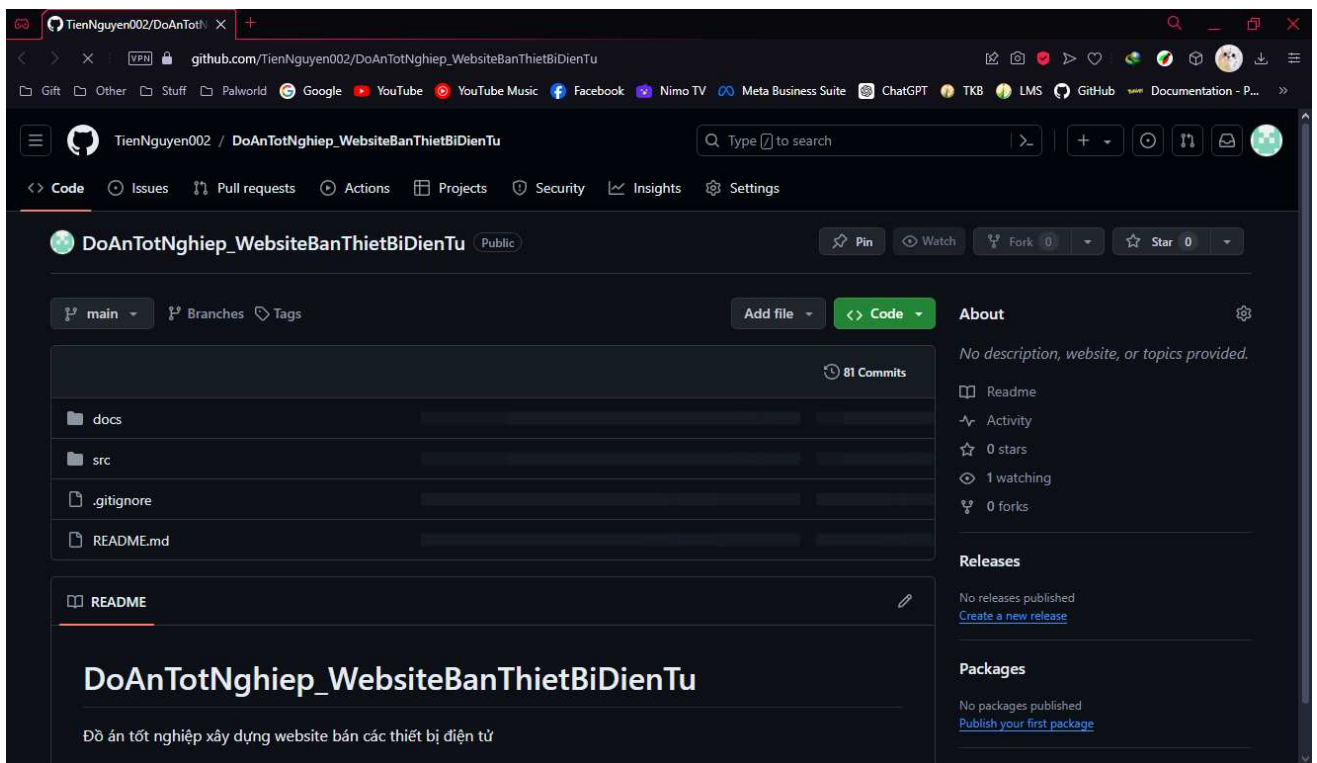 TienNguyen002/DoAnTotN
VPN github.com/TienNguyen002/DoAnTotNghiep_WebsiteBanThietBiDienTu
Gift Other Stuff Palworld Google YouTube YouTube Music Facebook Nimo TV Meta Business Suite ChatGPT TKB LMS GitHub Documentation - P... »
TienNguyen002 / DoAnTotNghiep_WebsiteBanThietBiDienTu Type / to search
Code Issues Pull requests Actions Projects Security Insights Settings
DoAnTotNghiep_WebsiteBanThietBiDienTu Public Pin Watch Fork 0 Star 0
main Branches Tags Add file <> Code
81 Commits
docs
src
.gitignore
README.md
README
DoAnTotNghiep_WebsiteBanThietBiDienTu
Đồ án tốt nghiệp xây dựng website bán các thiết bị điện tử
About
No description, website, or topics provided.
Readme
Activity
0 stars
1 watching
0 forks
Releases
No releases published
Create a new release
Packages
No packages published
Publish your first package